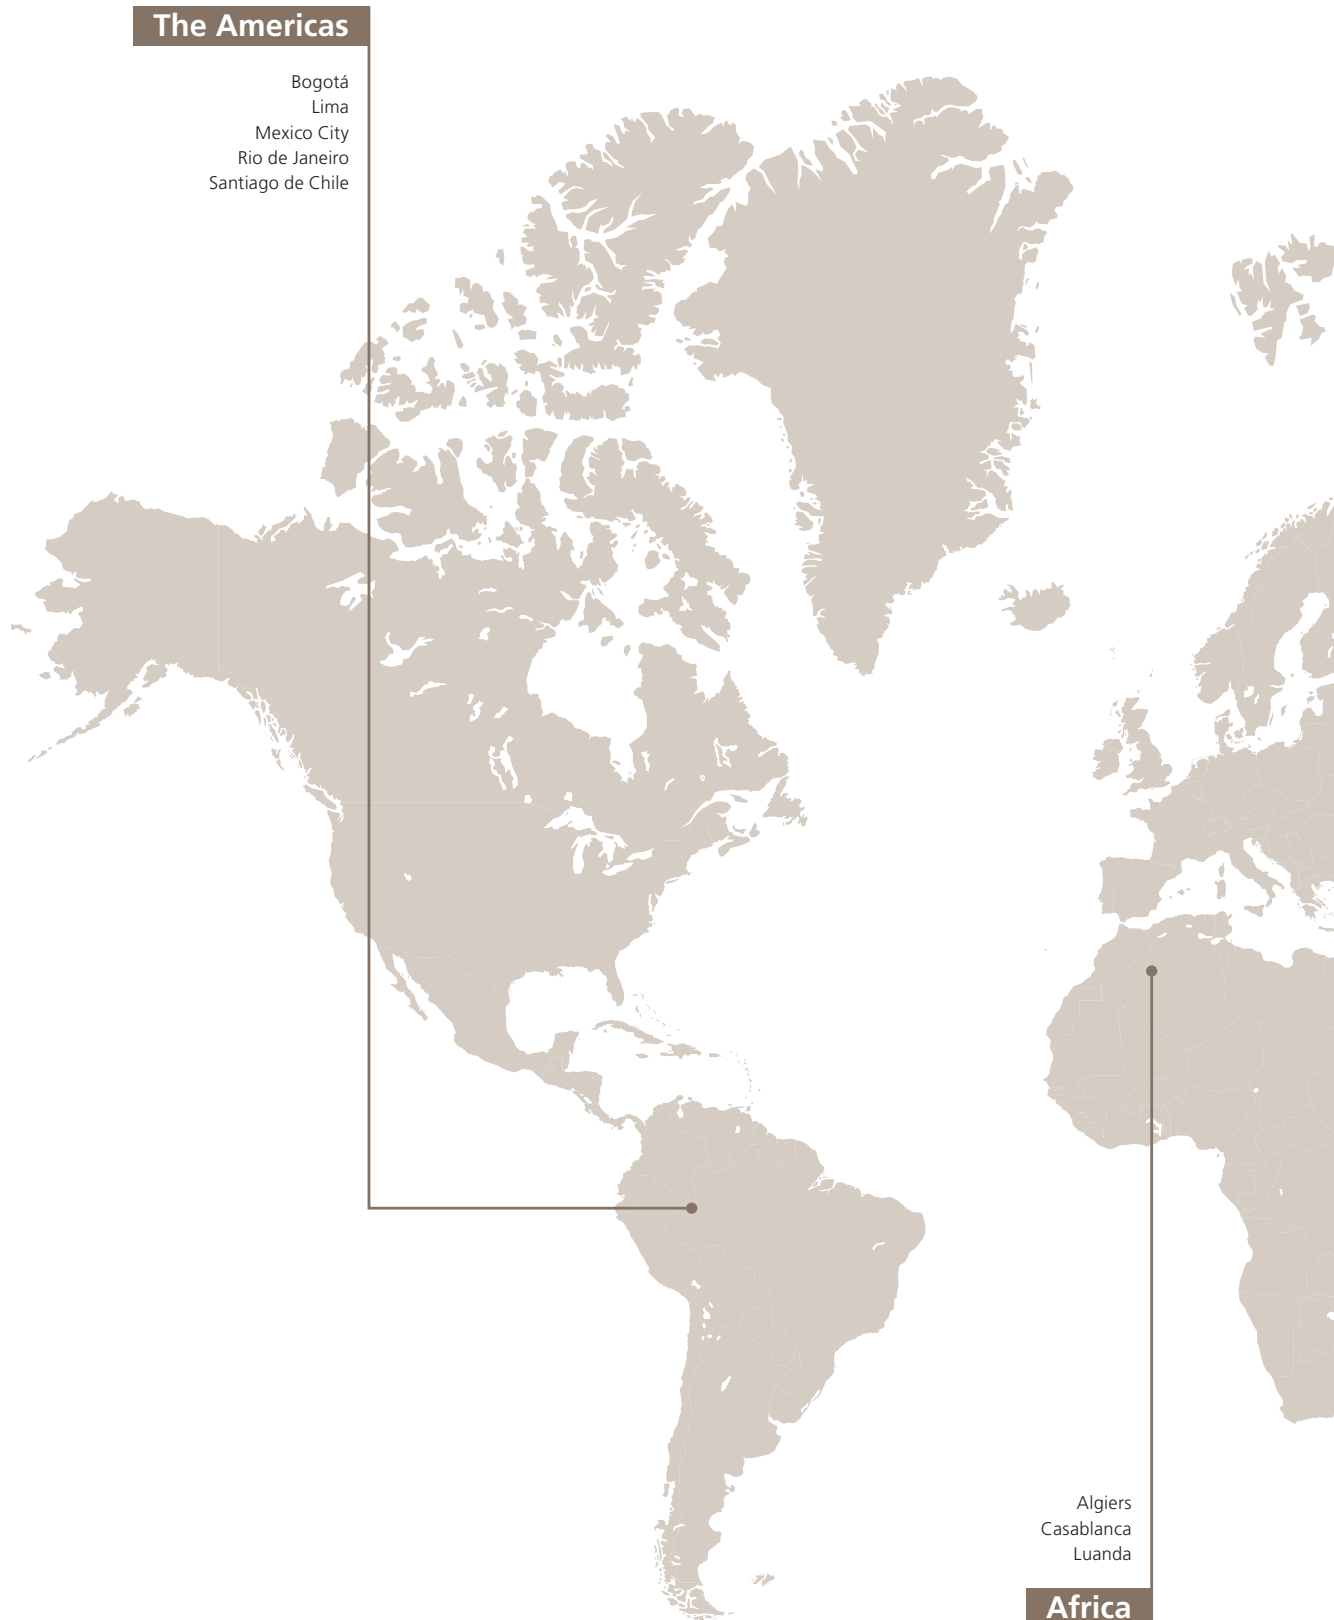 The Americas
Bogotá
Lima
Mexico City
Rio de Janeiro
Santiago de Chile
Algiers
Casablanca
Luanda
Africa